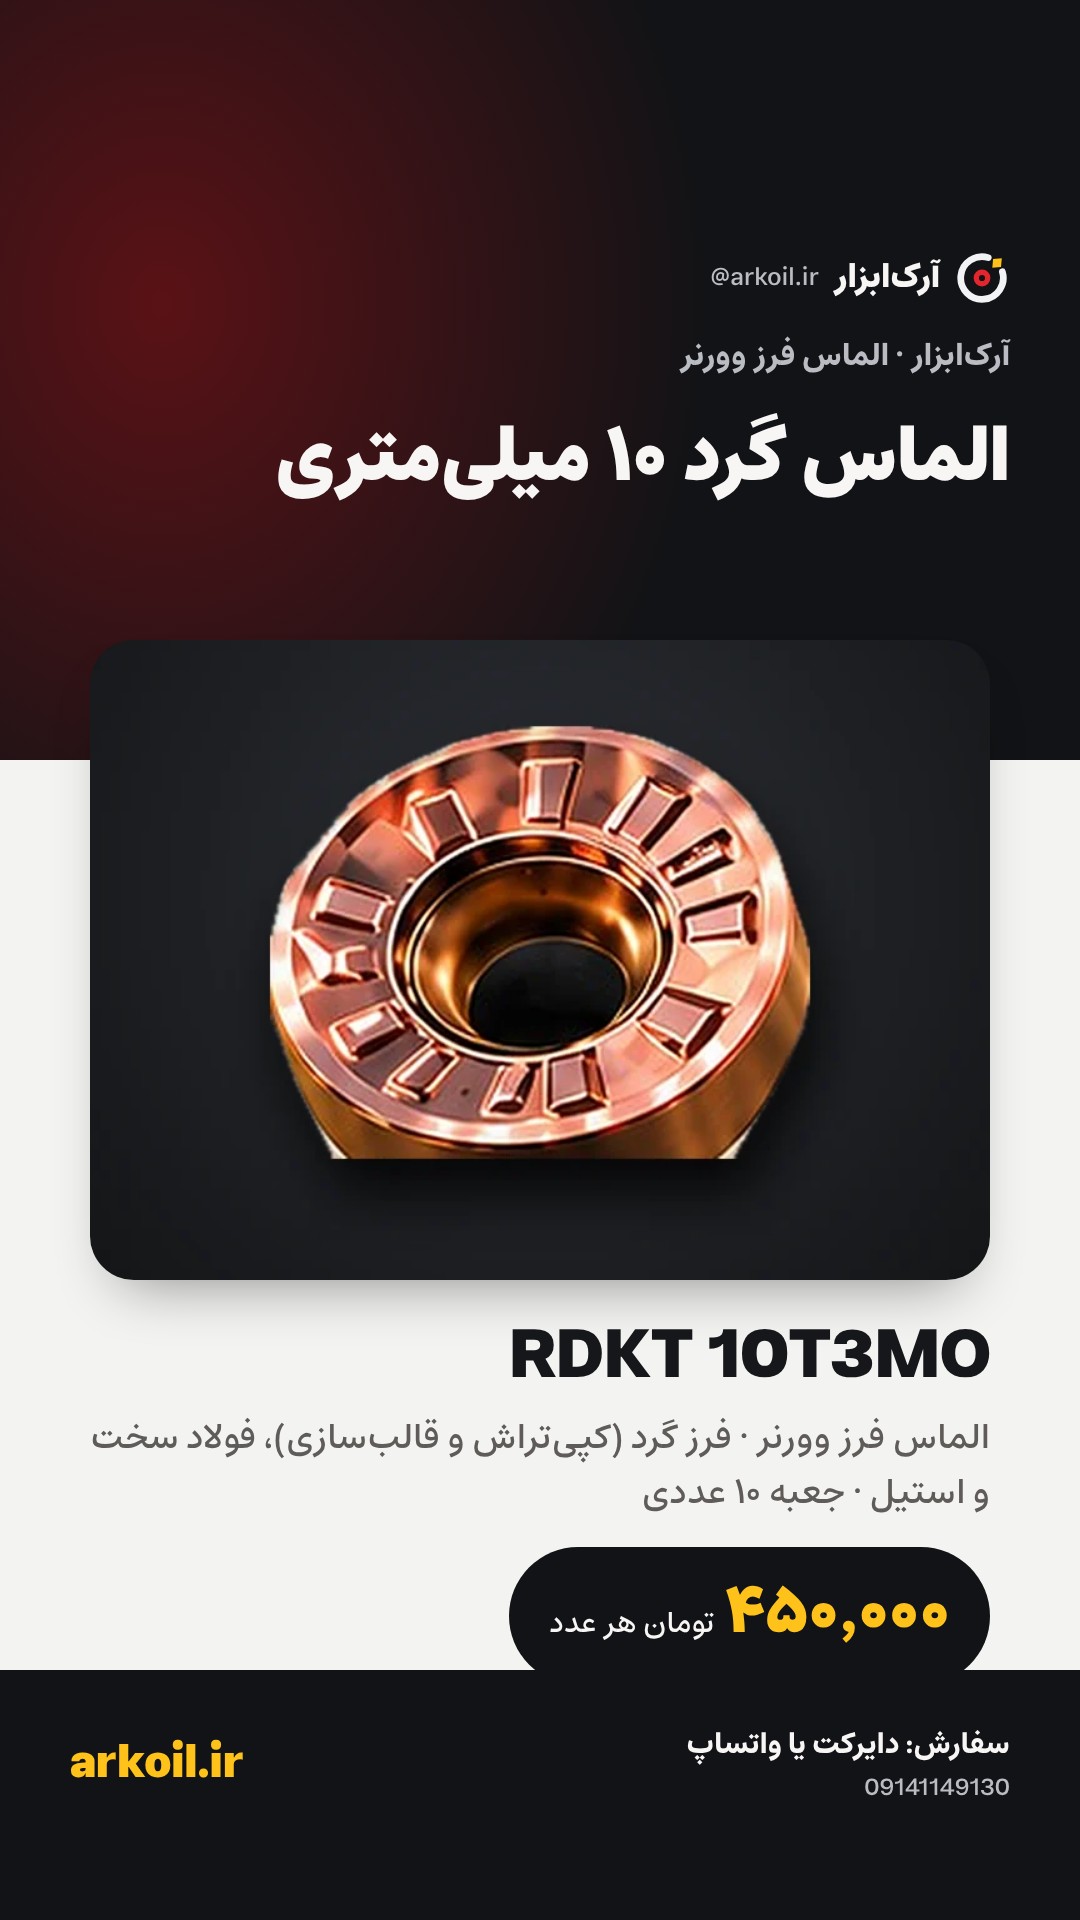 آرک‌ابزار @arkoil.ir
آرک‌ابزار · الماس فرز وورنر
الماس گرد ۱۰ میلی‌متری
RDKT 10T3MO
الماس فرز وورنر · فرز گرد (کپی‌تراش و قالب‌سازی)، فولاد سخت
و استیل · جعبه ۱۰ عددی
۴۵۰,۰۰۰ تومان هر عدد
سفارش: دایرکت یا واتساپ
09141149130
arkoil.ir